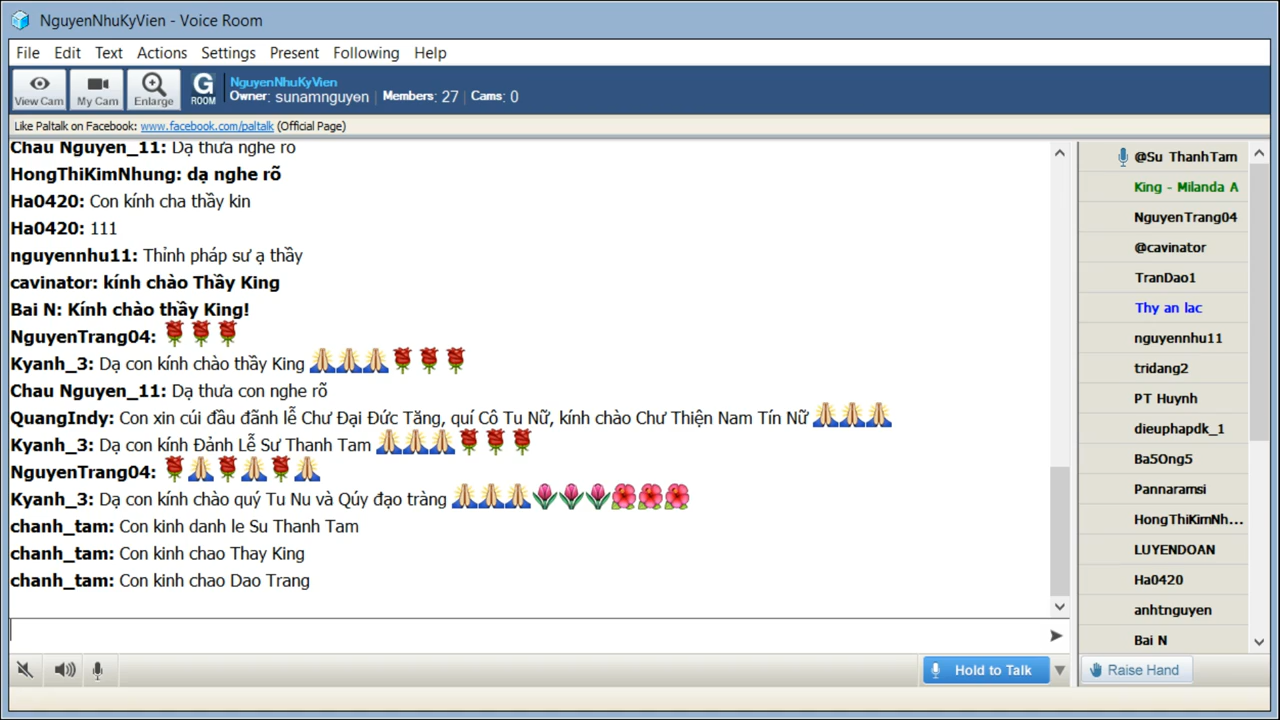 NguyenNhuKyVien - Voice Room
File Edit Text Actions Settings Present Following Help
View Cam
My Cam
Enlarge
G ROOM
NguyenNhuKyVien
Owner: sunamnguyen | Members: 27 | Cams: 0
Like Paltalk on Facebook: www.facebook.com/paltalk (Official Page)
Chau Nguyen_11: Dạ thưa nghe rõ
HongThiKimNhung: dạ nghe rõ
Ha0420: Con kính cha thầy kin
Ha0420: 111
nguyennhu11: Thỉnh pháp sư ạ thầy
cavinator: kính chào Thầy King
Bai N: Kính chào thầy King!
NguyenTrang04: 🌹🌹🌹
Kyanh_3: Dạ con kính chào thầy King 🙏🙏🙏🌹🌹🌹
Chau Nguyen_11: Dạ thưa con nghe rõ
QuangIndy: Con xin cúi đầu đãnh lễ Chư Đại Đức Tăng, quí Cô Tu Nữ, kính chào Chư Thiện Nam Tín Nữ 🙏🙏🙏
Kyanh_3: Dạ con kính Đảnh Lễ Sư Thanh Tam 🙏🙏🙏🌹🌹🌹
NguyenTrang04: 🌹🙏🌹🙏🌹🙏
Kyanh_3: Dạ con kính chào quý Tu Nu và Qúy đạo tràng 🙏🙏🙏🌷🌷🌷🌺🌺🌺
chanh_tam: Con kinh danh le Su Thanh Tam
chanh_tam: Con kinh chao Thay King
chanh_tam: Con kinh chao Dao Trang
Hold to Talk
@Su ThanhTam
King - Milanda A
NguyenTrang04
@cavinator
TranDao1
Thy an lac
nguyennhu11
tridang2
PT Huynh
dieuphapdk_1
Ba5Ong5
Pannaramsi
HongThiKimNh...
LUYENDOAN
Ha0420
anhtnguyen
Bai N
Raise Hand